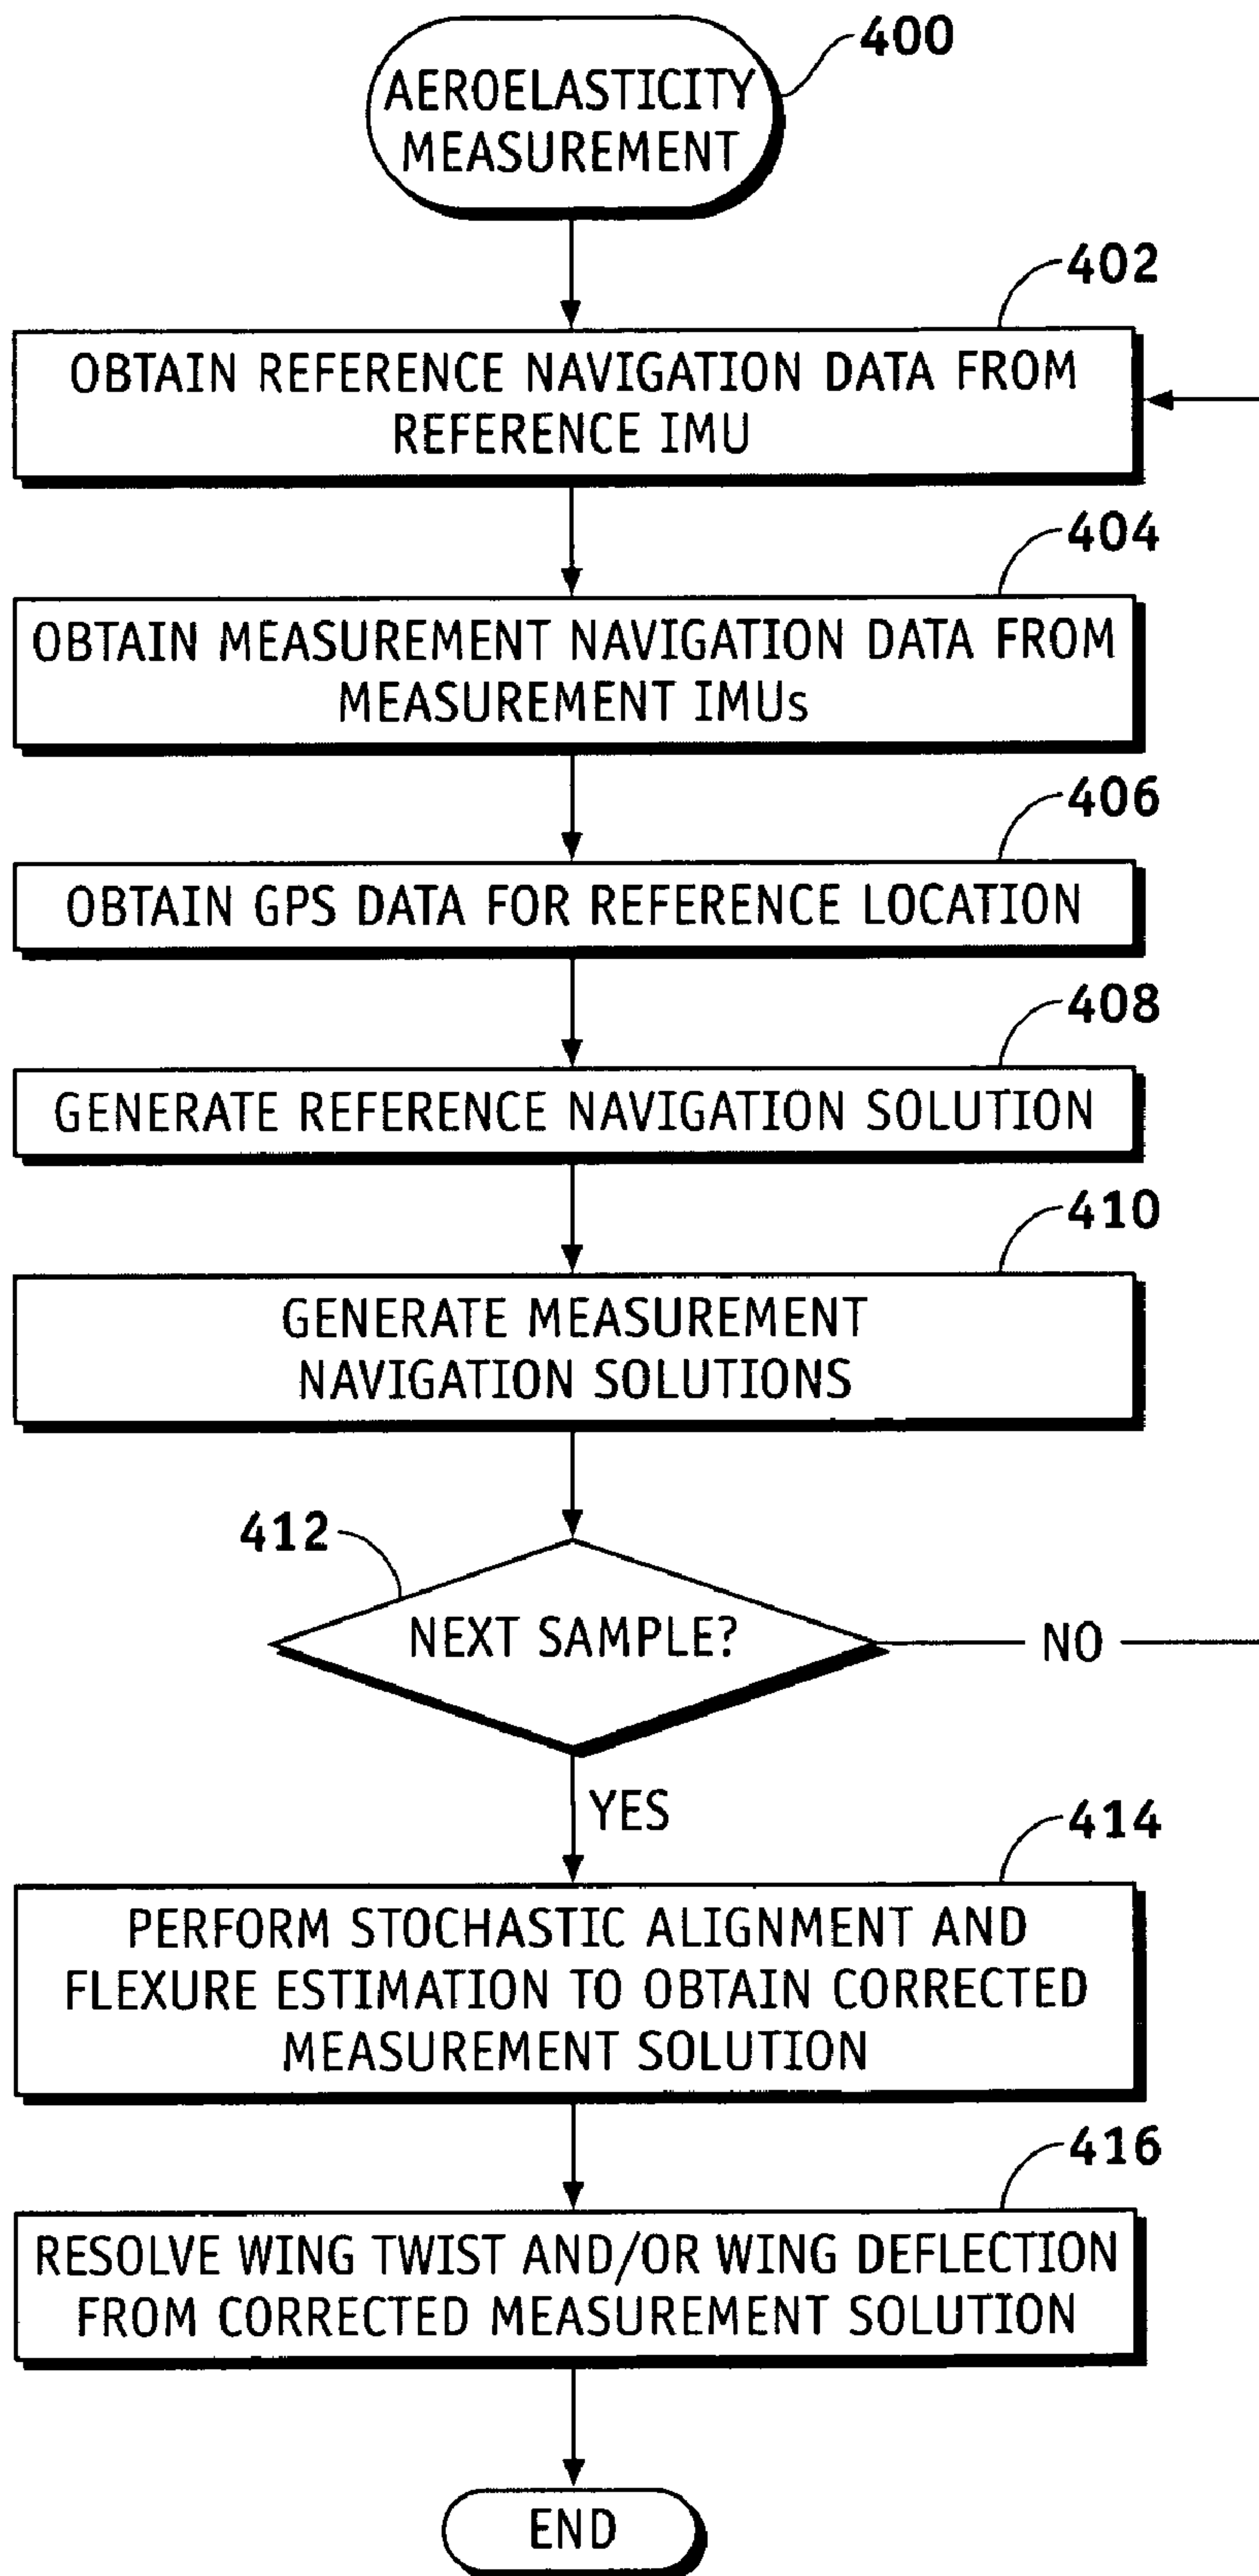 400
AEROELASTICITY
MEASUREMENT
402
OBTAIN REFERENCE NAVIGATION DATA FROM
REFERENCE IMU
404
OBTAIN MEASUREMENT NAVIGATION DATA FROM
MEASUREMENT IMUs
406
OBTAIN GPS DATA FOR REFERENCE LOCATION
408
GENERATE REFERENCE NAVIGATION SOLUTION
410
GENERATE MEASUREMENT
NAVIGATION SOLUTIONS
412
NEXT SAMPLE?
NO
YES
414
PERFORM STOCHASTIC ALIGNMENT AND
FLEXURE ESTIMATION TO OBTAIN CORRECTED
MEASUREMENT SOLUTION
416
RESOLVE WING TWIST AND/OR WING DEFLECTION
FROM CORRECTED MEASUREMENT SOLUTION
END